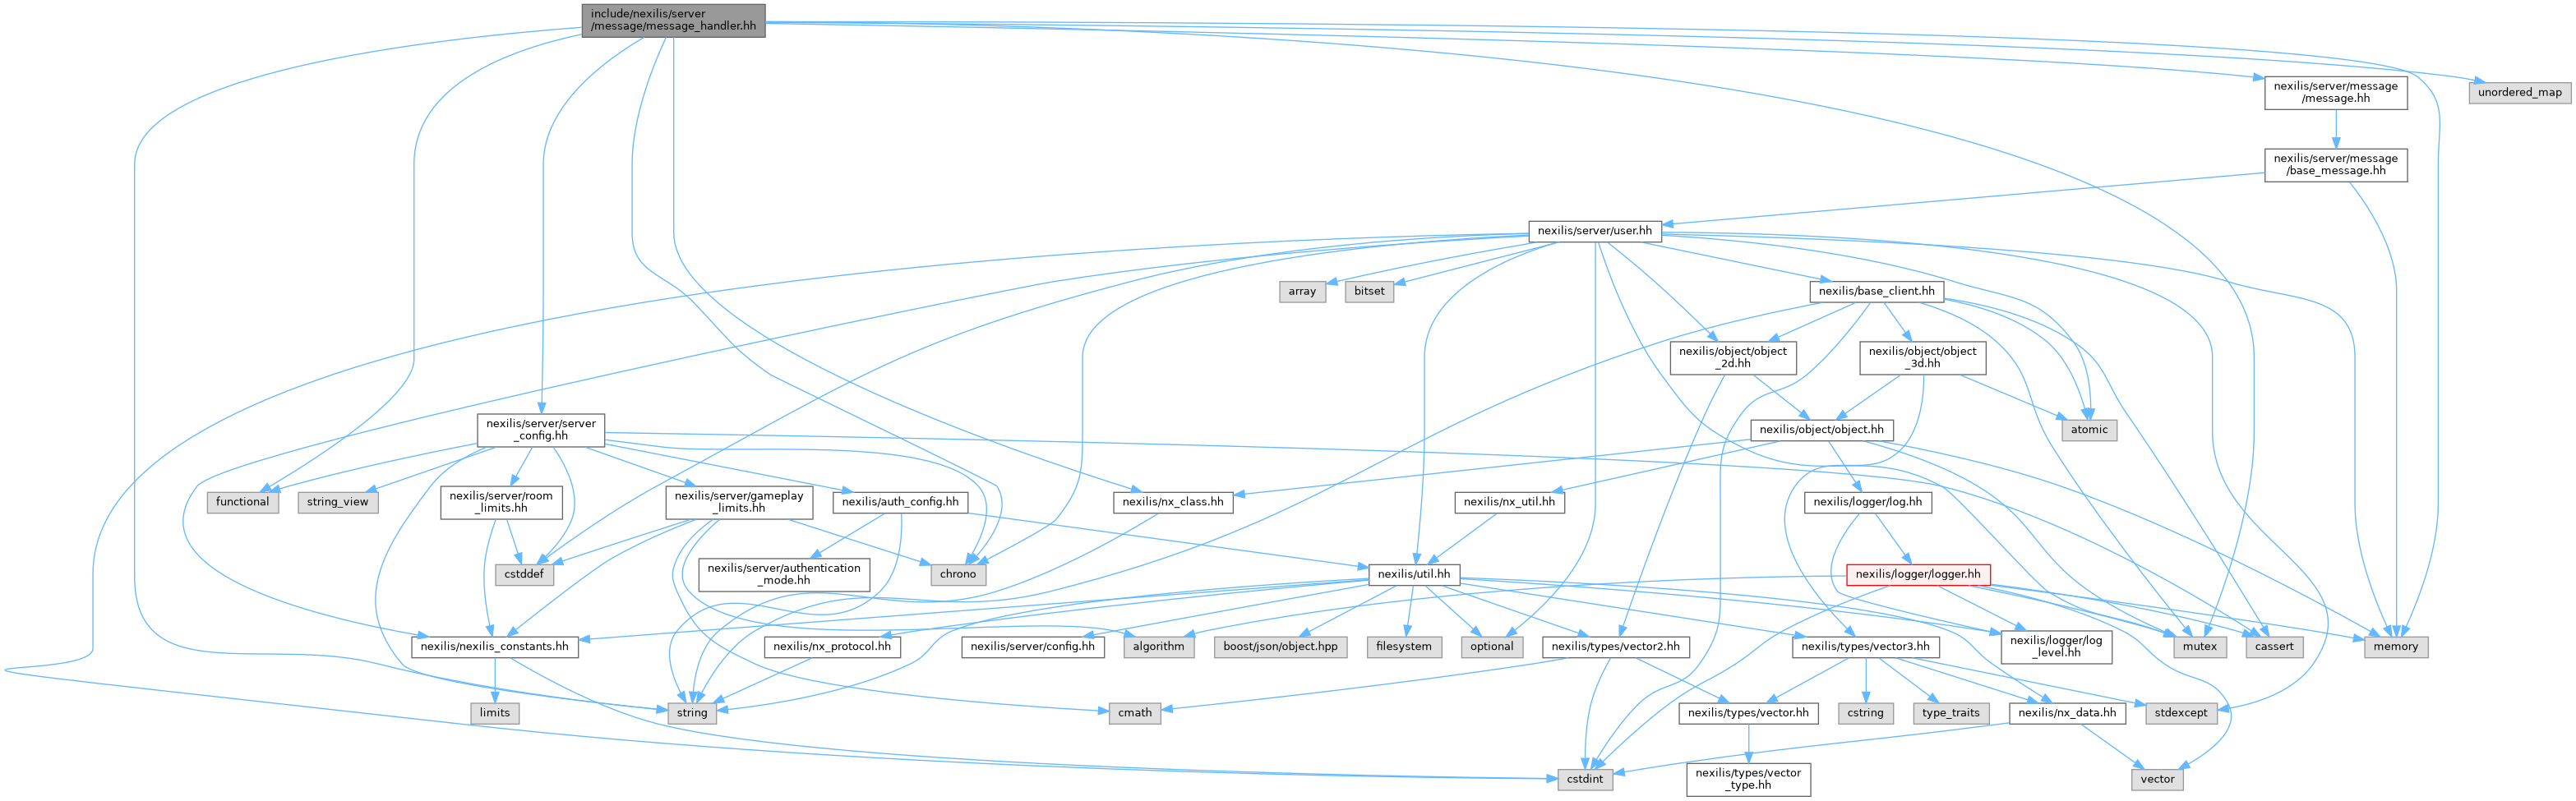 include/nexilis/server
/message/message_handler.hh
unordered_map
nexilis/server/message
/message.hh
nexilis/server/message
/base_message.hh
nexilis/server/user.hh
array
bitset
nexilis/base_client.hh
nexilis/object/object
_2d.hh
nexilis/object/object
_3d.hh
nexilis/server/server
_config.hh
nexilis/object/object.hh
atomic
functional
string_view
nexilis/server/room
_limits.hh
nexilis/server/gameplay
_limits.hh
nexilis/auth_config.hh
nexilis/nx_class.hh
nexilis/nx_util.hh
nexilis/logger/log.hh
cstddef
nexilis/server/authentication
_mode.hh
chrono
nexilis/util.hh
nexilis/logger/logger.hh
nexilis/nexilis_constants.hh
nexilis/nx_protocol.hh
nexilis/server/config.hh
algorithm
boost/json/object.hpp
filesystem
optional
nexilis/types/vector2.hh
nexilis/types/vector3.hh
nexilis/logger/log
_level.hh
mutex
cassert
memory
limits
string
cmath
nexilis/types/vector.hh
cstring
type_traits
nexilis/nx_data.hh
stdexcept
cstdint
nexilis/types/vector
_type.hh
vector